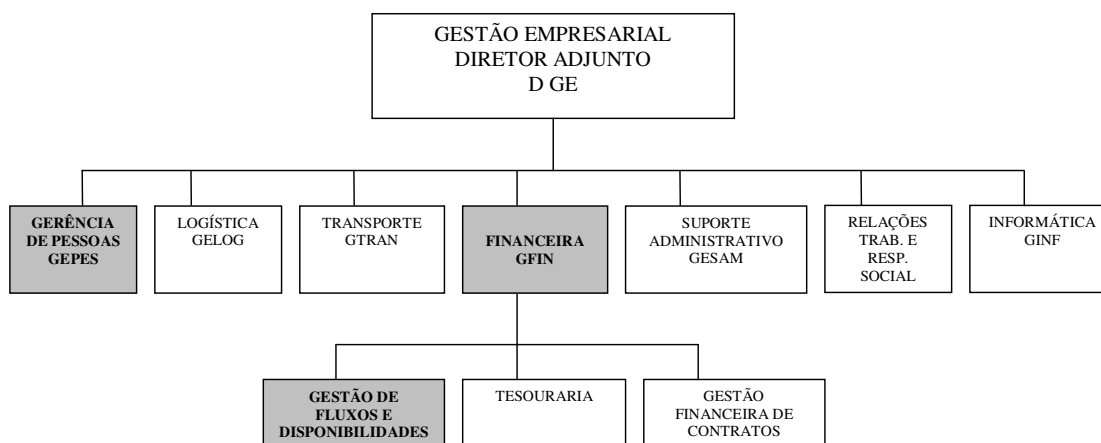 GESTÃO EMPRESARIAL
DIRETOR ADJUNTO
D GE
GERÊNCIA
DE PESSOAS
GEPES
LOGÍSTICA
GELOG
TRANSPORTE
GTRAN
FINANCEIRA
GFIN
SUPORTE
ADMINISTRATIVO
GESAM
RELAÇÕES
TRAB. E
RESP.
SOCIAL
INFORMÁTICA
GINF
GESTÃO DE
FLUXOS E
DISPONIBILIDADES
TESOURARIA
GESTÃO
FINANCEIRA DE
CONTRATOS